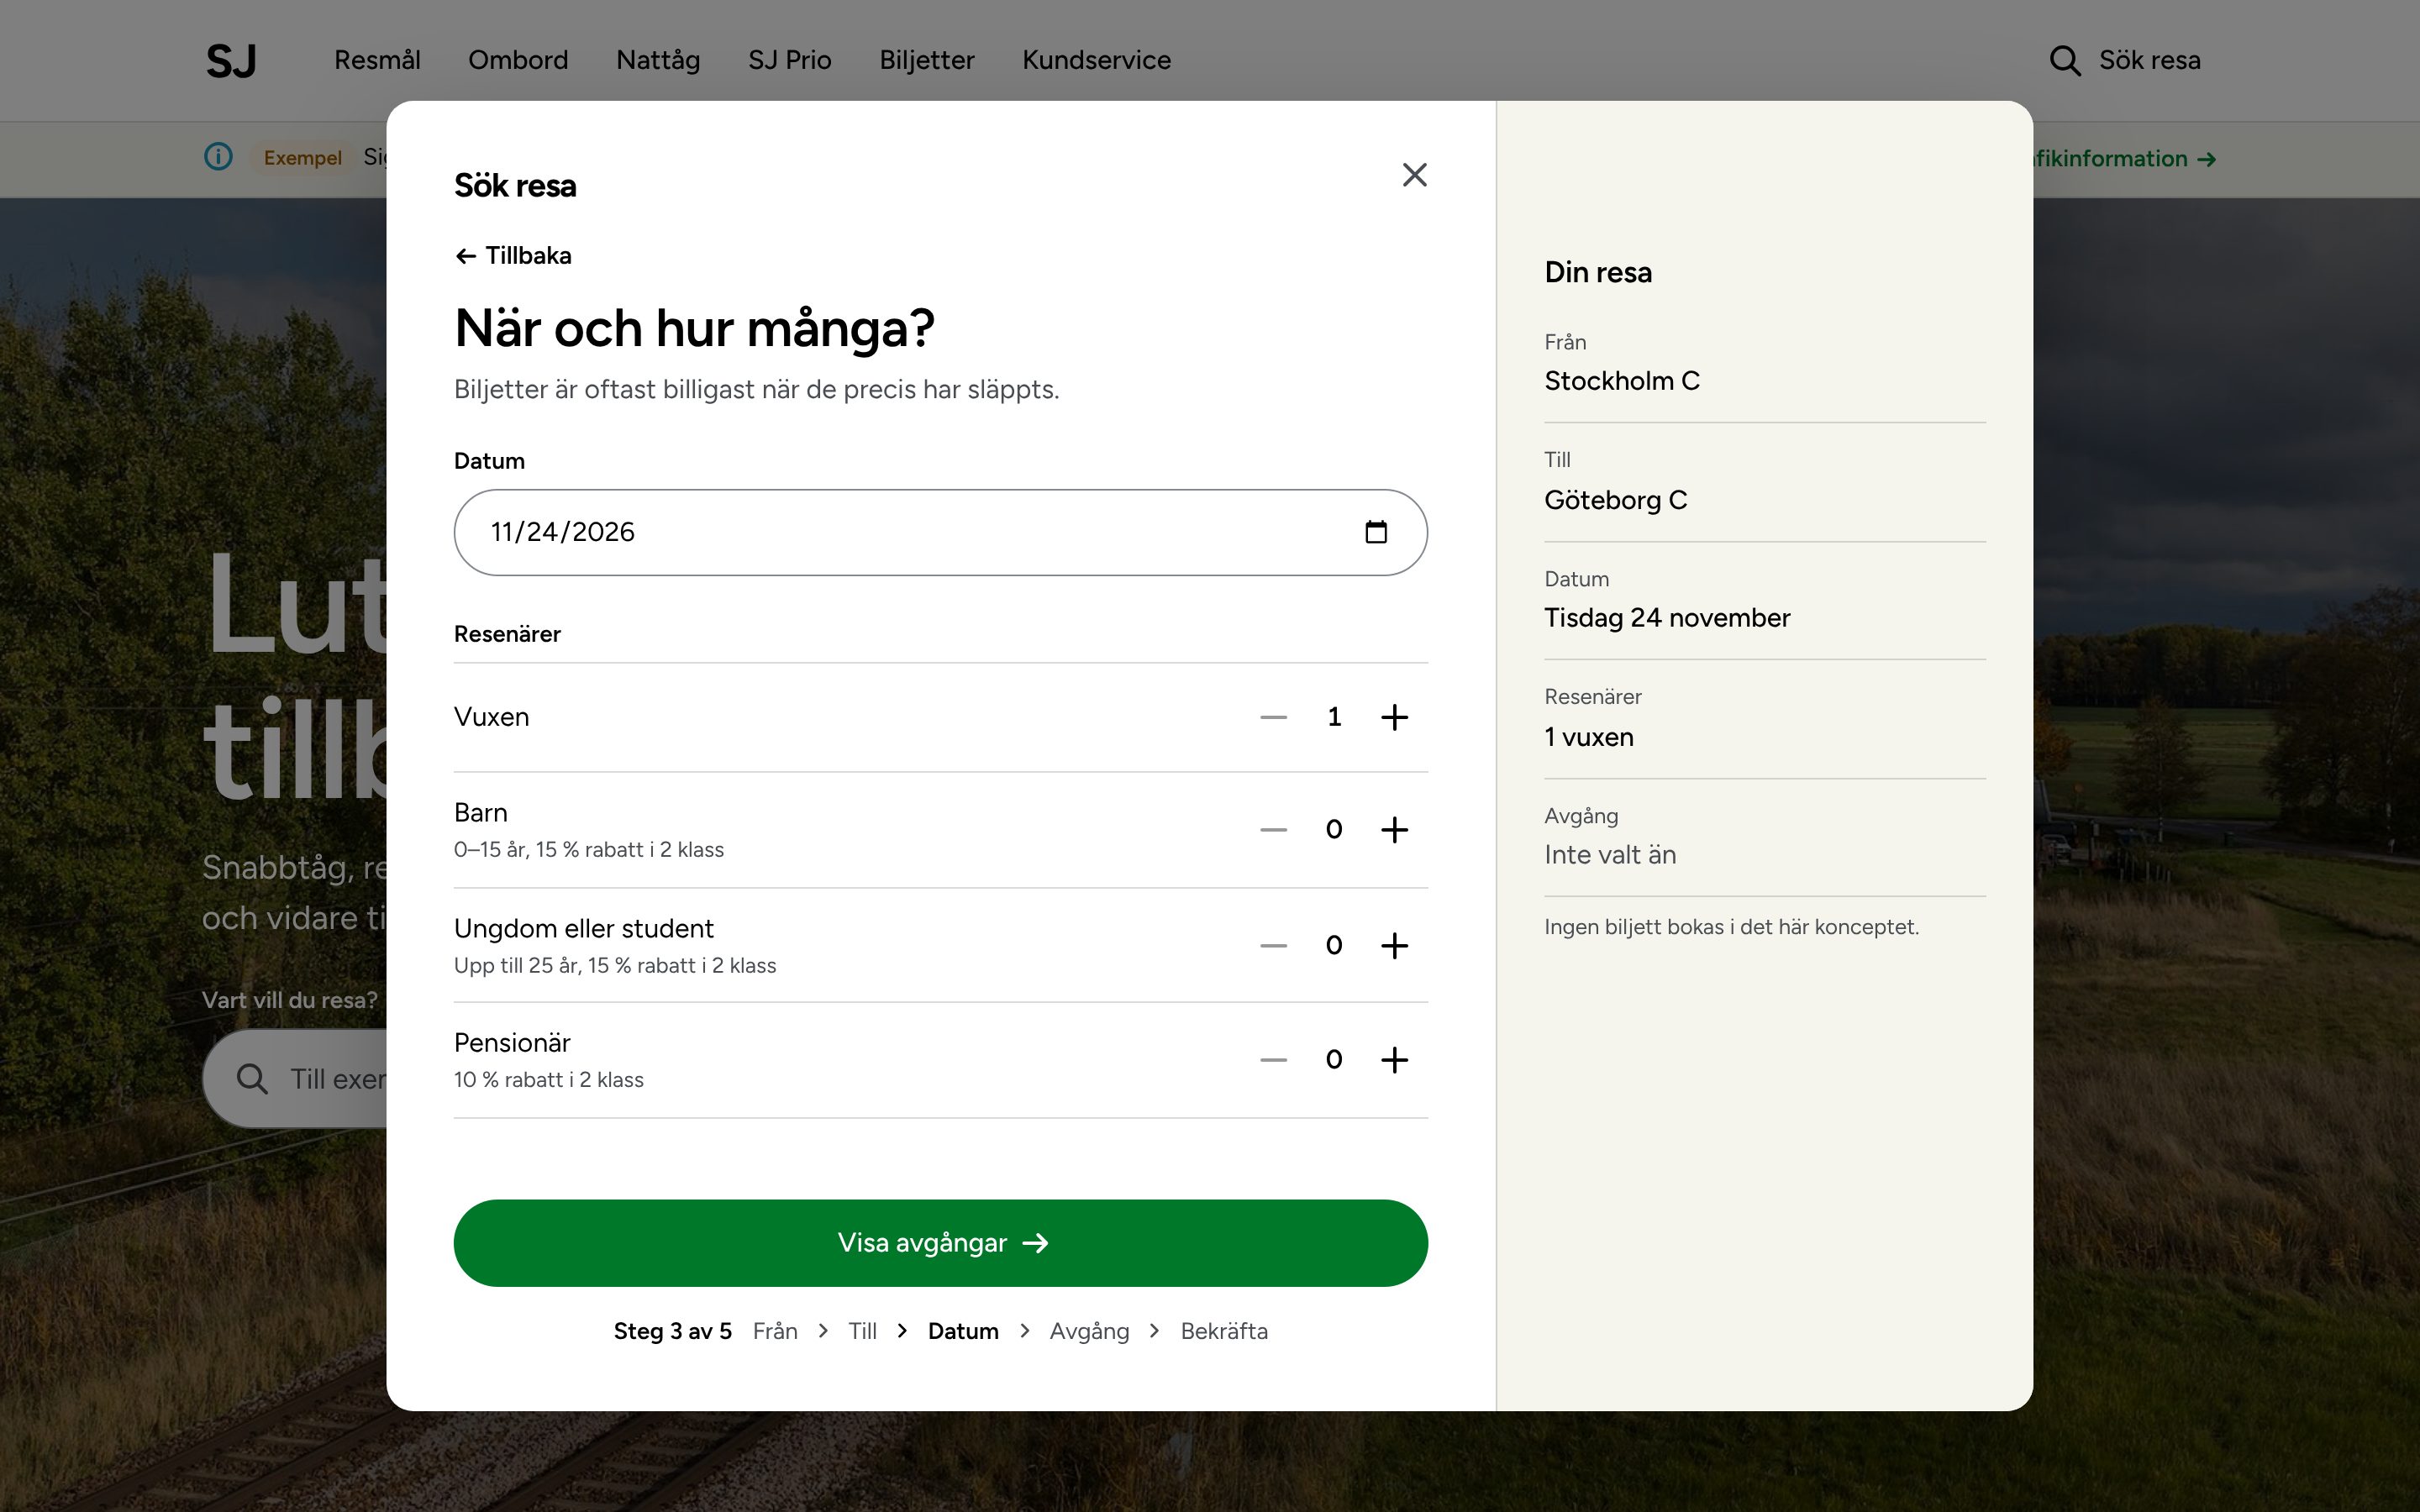 SJ
Resmål
Ombord
Nattåg
SJ Prio
Biljetter
Kundservice
Sök resa
Exempel
Sök resa
Tillbaka
När och hur många?
Biljetter är oftast billigast när de precis har släppts.
Datum
11/24/2026
Resenärer
Vuxen
1
Barn
0–15 år, 15 % rabatt i 2 klass
0
Ungdom eller student
Upp till 25 år, 15 % rabatt i 2 klass
0
Pensionär
10 % rabatt i 2 klass
0
Visa avgångar
Steg 3 av 5 Från Till Datum Avgång Bekräfta
Din resa
Från
Stockholm C
Till
Göteborg C
Datum
Tisdag 24 november
Resenärer
1 vuxen
Avgång
Inte valt än
Ingen biljett bokas i det här konceptet.
Snabbtåg,
och vidare
Vart vill du resa?
Till